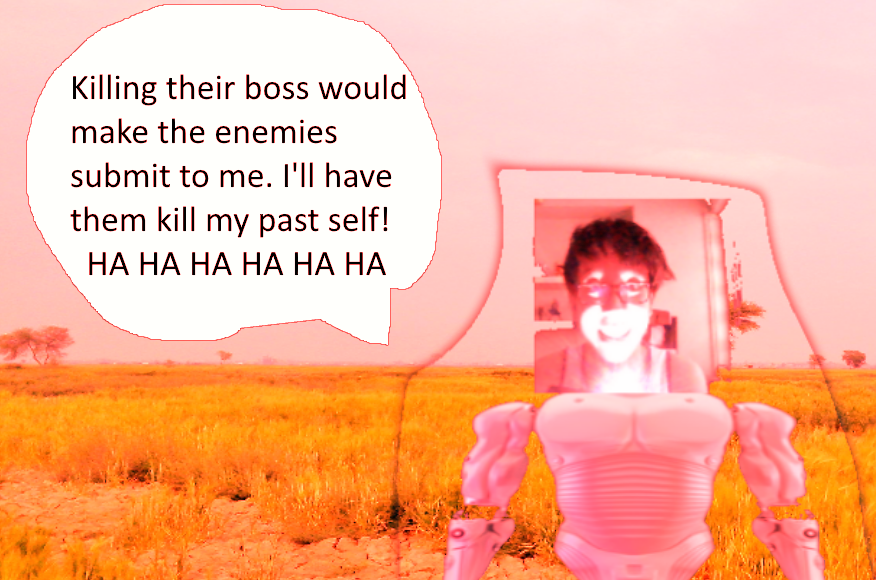 Killing their boss would
make the enemies
submit to me. I'll have
them kill my past self!
HA HA HA HA HA HA